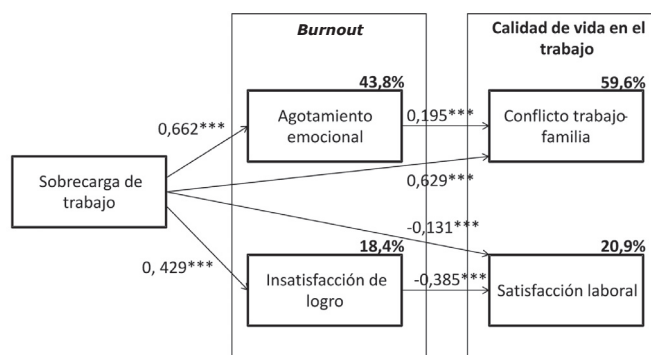 Burnout
Calidad de vida en el
trabajo
43,8%
59,6%
Agotamiento
emocional
0,195***
Conflicto trabajo-
familia
0,662***
Sobrecarga de
trabajo
0,629***
-0,131***
18,4%
20,9%
0, 429***
Insatisfacción de
logro
-0,385***
Satisfacción laboral